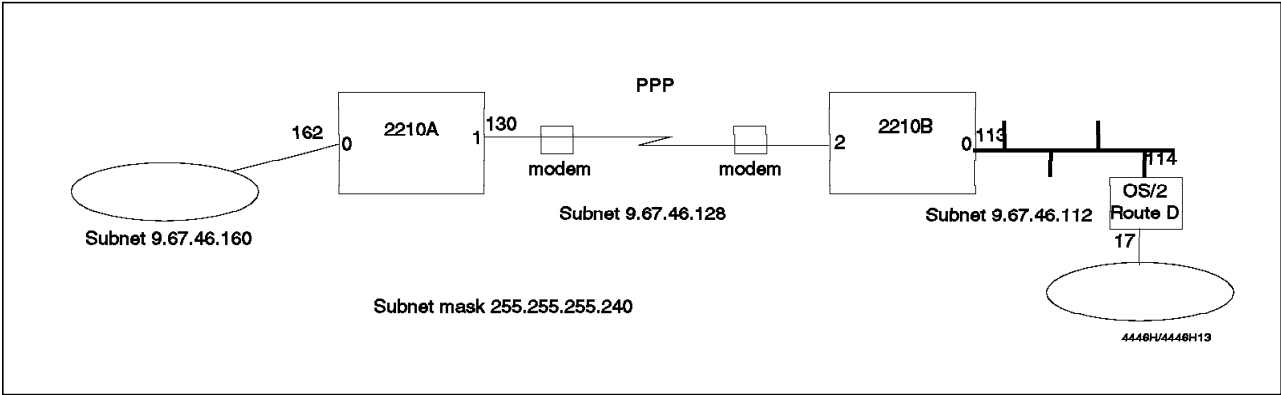 PPP
162
2210A
0
1
130
modem
modem
2
2210B
0
113
114
OS/2
Route D
17
Subnet 9.67.46.160
Subnet 9.67.46.128
Subnet 9.67.46.112
Subnet mask 255.255.255.240
4446H/4446H13